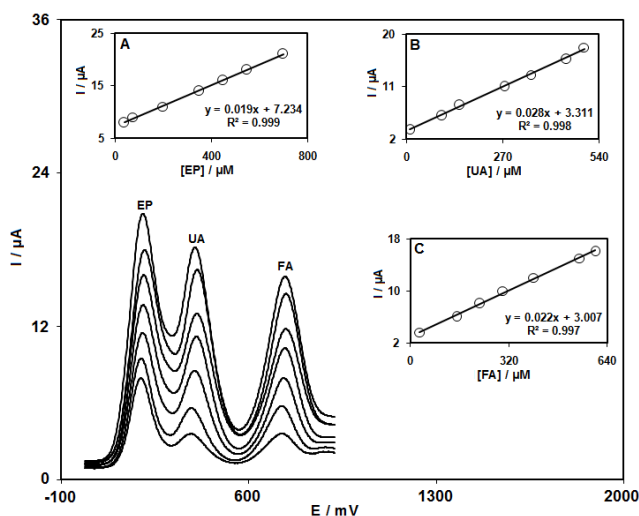 36
24
12
0
I / µA
-100
600
1300
2000
E / mV
EP
UA
FA
A
25
15
5
I / µA
0
400
800
[EP] / µM
y = 0.019x + 7.234
R² = 0.999
B
20
11
2
I / µA
0
270
540
[UA] / µM
y = 0.028x + 3.311
R² = 0.998
C
18
10
2
I / µA
0
320
640
[FA] / µM
y = 0.022x + 3.007
R² = 0.997